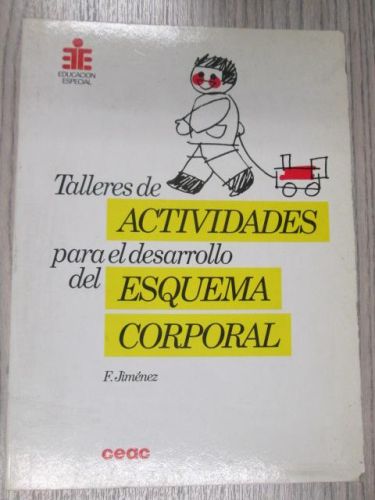 EDUCACION
ESPECIAL
Talleres de
ACTIVIDADES
para el desarrollo
del ESQUEMA
CORPORAL
F. Jiménez
ceac